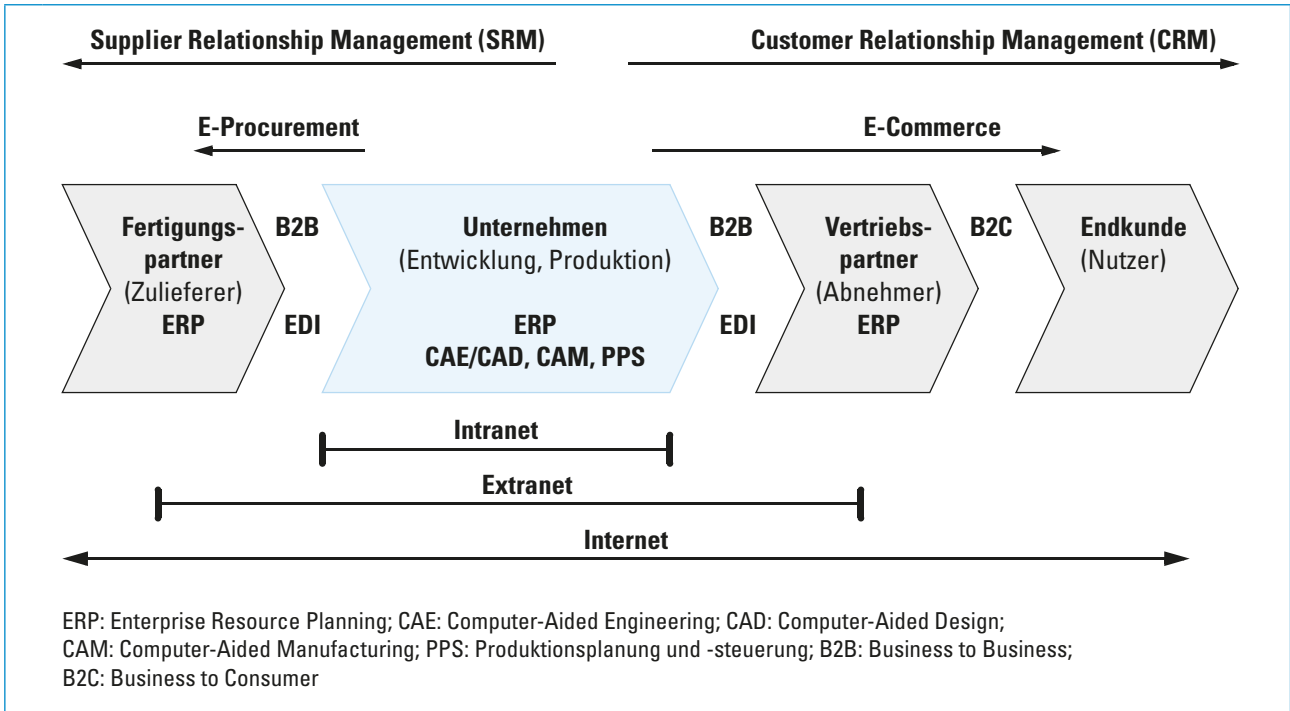 Supplier Relationship Management (SRM)
Customer Relationship Management (CRM)
E-Procurement
E-Commerce
Fertigungs-
partner
(Zulieferer)
ERP
B2B
EDI
Unternehmen
(Entwicklung, Produktion)
ERP
CAE/CAD, CAM, PPS
B2B
EDI
Vertriebs-
partner
(Abnehmer)
ERP
B2C
Endkunde
(Nutzer)
Intranet
Extranet
Internet
ERP: Enterprise Resource Planning; CAE: Computer-Aided Engineering; CAD: Computer-Aided Design;
CAM: Computer-Aided Manufacturing; PPS: Produktionsplanung und -steuerung; B2B: Business to Business;
B2C: Business to Consumer